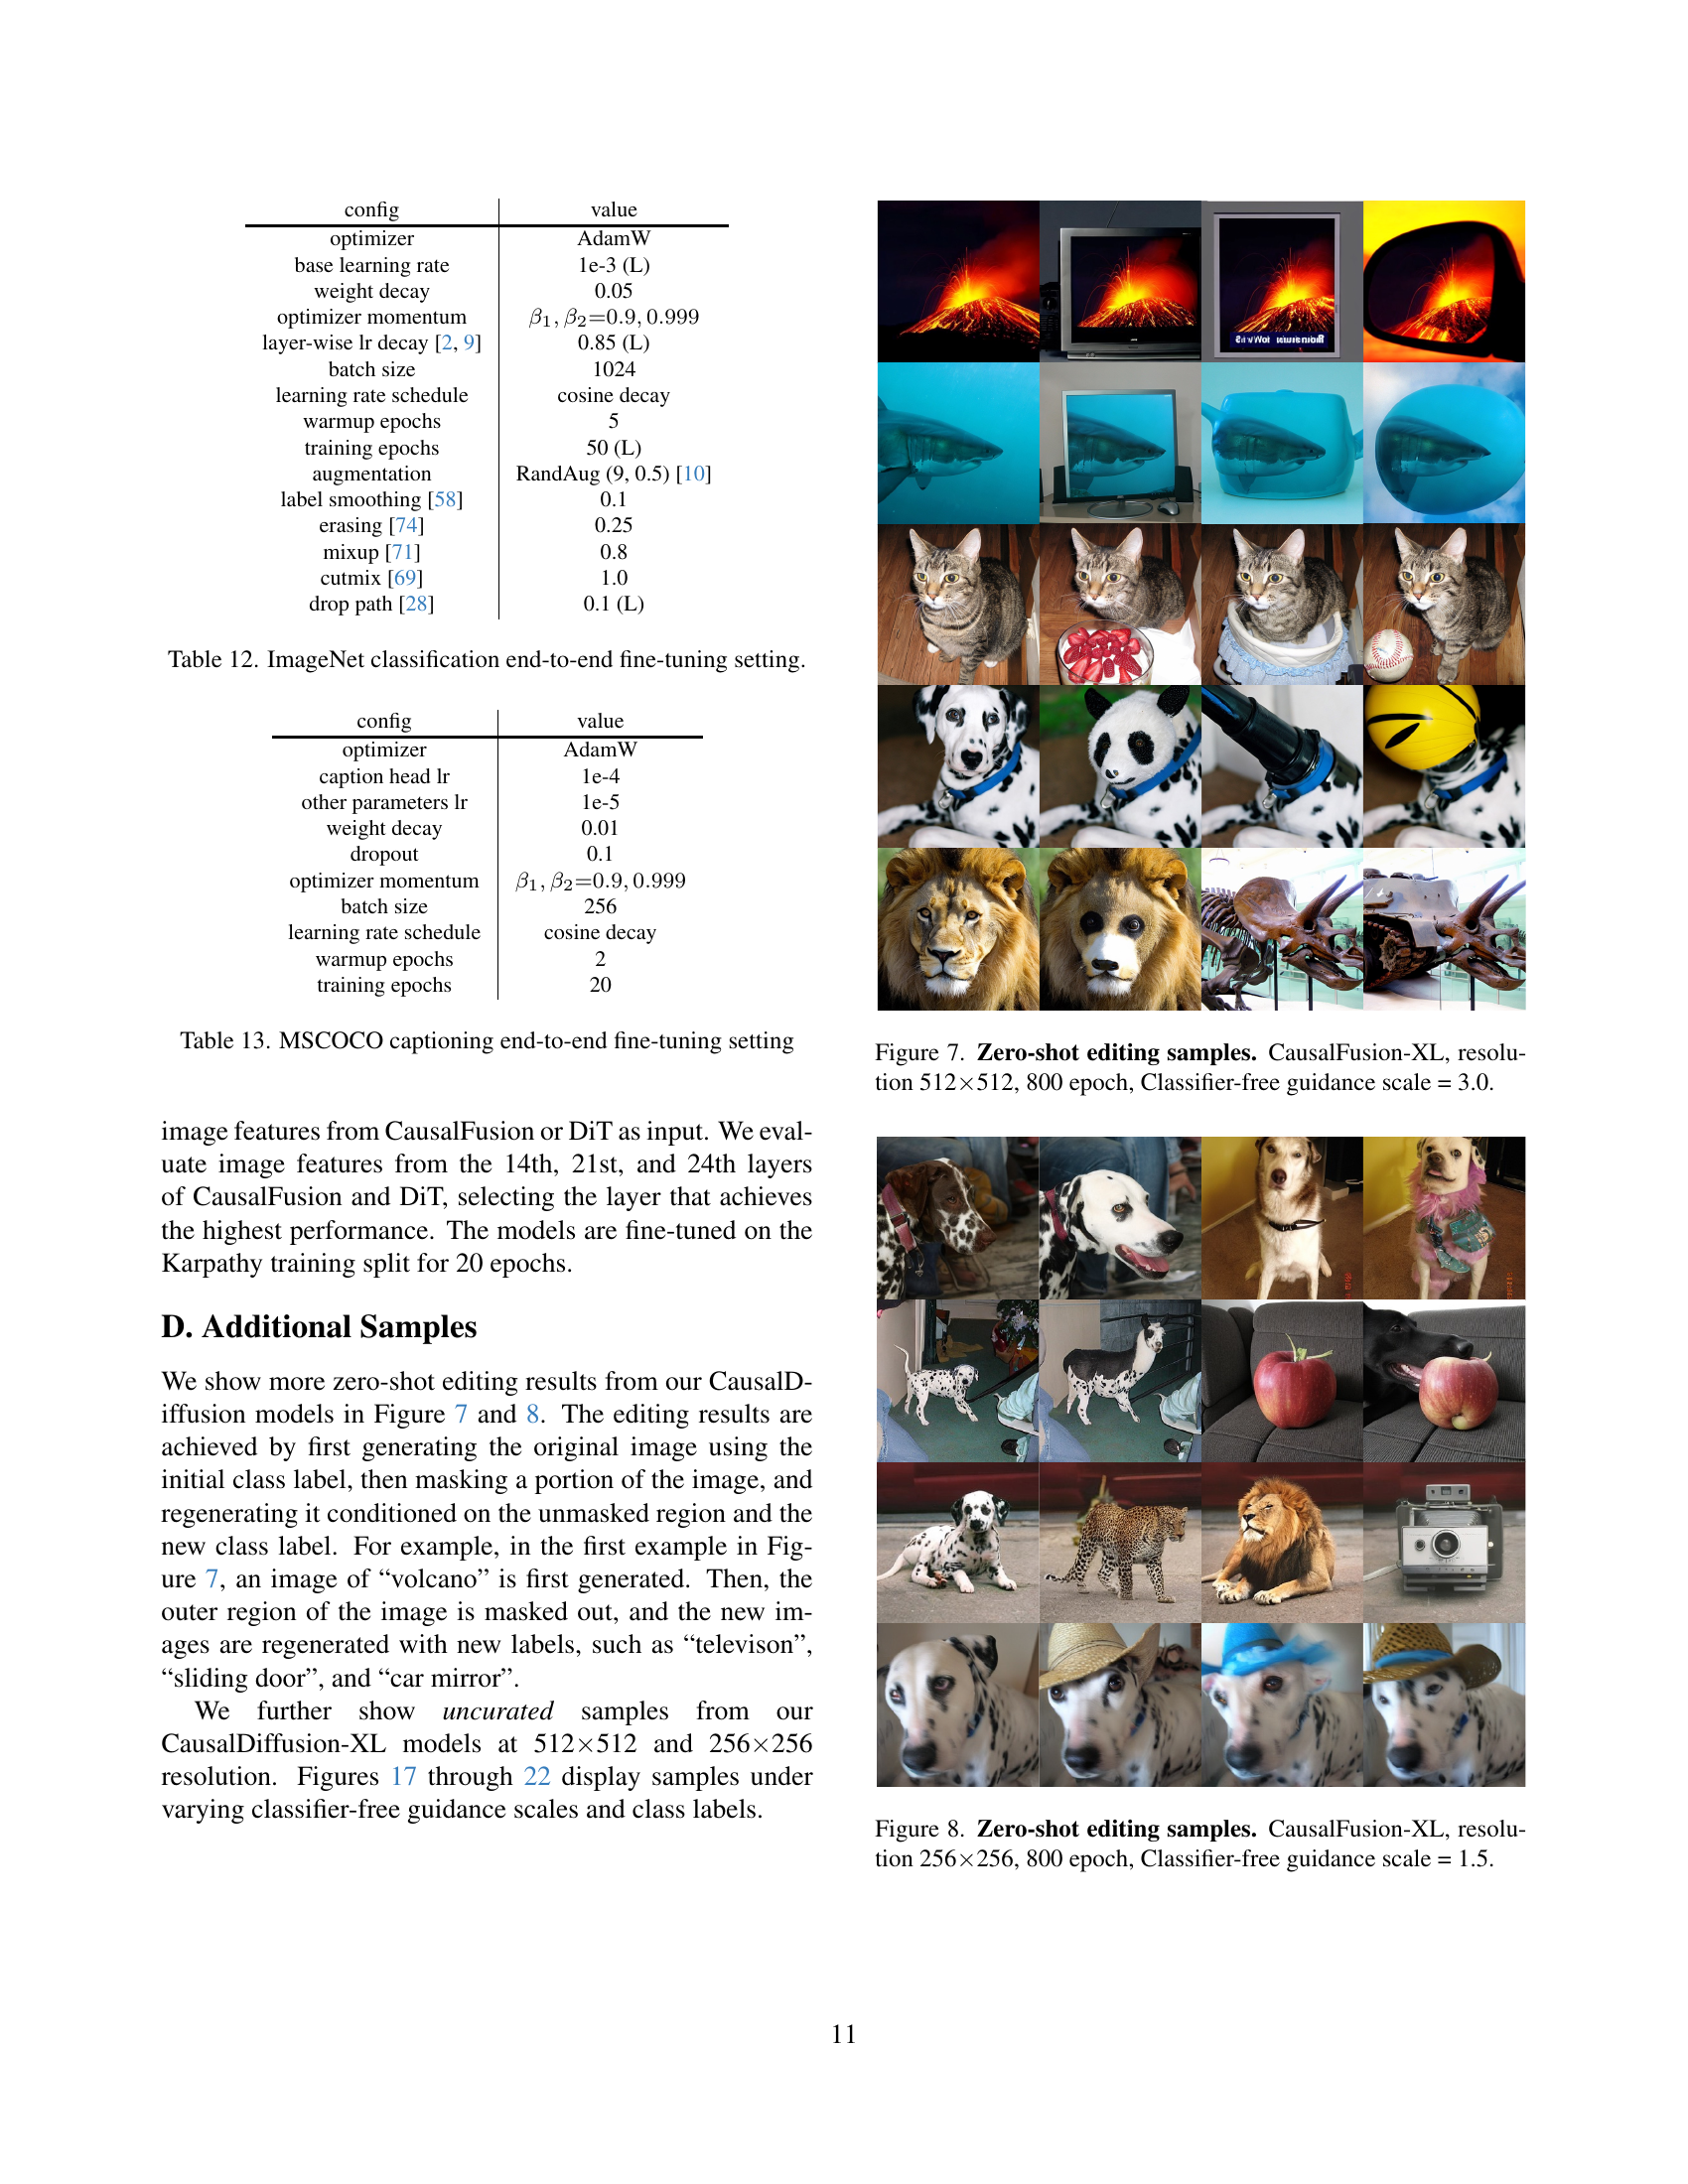 config value
optimizer AdamW
base learning rate 1e-3 (L)
weight decay 0.05
optimizer momentum β1, β2=0.9, 0.999
layer-wise lr decay [2, 9] 0.85 (L)
batch size 1024
learning rate schedule cosine decay
warmup epochs 5
training epochs 50 (L)
augmentation RandAug (9, 0.5) [10]
label smoothing [58] 0.1
erasing [74] 0.25
mixup [71] 0.8
cutmix [69] 1.0
drop path [28] 0.1 (L)
Table 12. ImageNet classification end-to-end fine-tuning setting.
config value
optimizer AdamW
caption head lr 1e-4
other parameters lr 1e-5
weight decay 0.01
dropout 0.1
optimizer momentum β1, β2=0.9, 0.999
batch size 256
learning rate schedule cosine decay
warmup epochs 2
training epochs 20
Table 13. MSCOCO captioning end-to-end fine-tuning setting
image features from CausalFusion or DiT as input. We eval-
uate image features from the 14th, 21st, and 24th layers
of CausalFusion and DiT, selecting the layer that achieves
the highest performance. The models are fine-tuned on the
Karpathy training split for 20 epochs.
D. Additional Samples
We show more zero-shot editing results from our CausalD-
iffusion models in Figure 7 and 8. The editing results are
achieved by first generating the original image using the
initial class label, then masking a portion of the image, and
regenerating it conditioned on the unmasked region and the
new class label. For example, in the first example in Fig-
ure 7, an image of “volcano” is first generated. Then, the
outer region of the image is masked out, and the new im-
ages are regenerated with new labels, such as “televison”,
“sliding door”, and “car mirror”.
We further show uncurated samples from our
CausalDiffusion-XL models at 512×512 and 256×256
resolution. Figures 17 through 22 display samples under
varying classifier-free guidance scales and class labels.
Figure 7. Zero-shot editing samples. CausalFusion-XL, resolu-
tion 512×512, 800 epoch, Classifier-free guidance scale = 3.0.
Figure 8. Zero-shot editing samples. CausalFusion-XL, resolu-
tion 256×256, 800 epoch, Classifier-free guidance scale = 1.5.
11